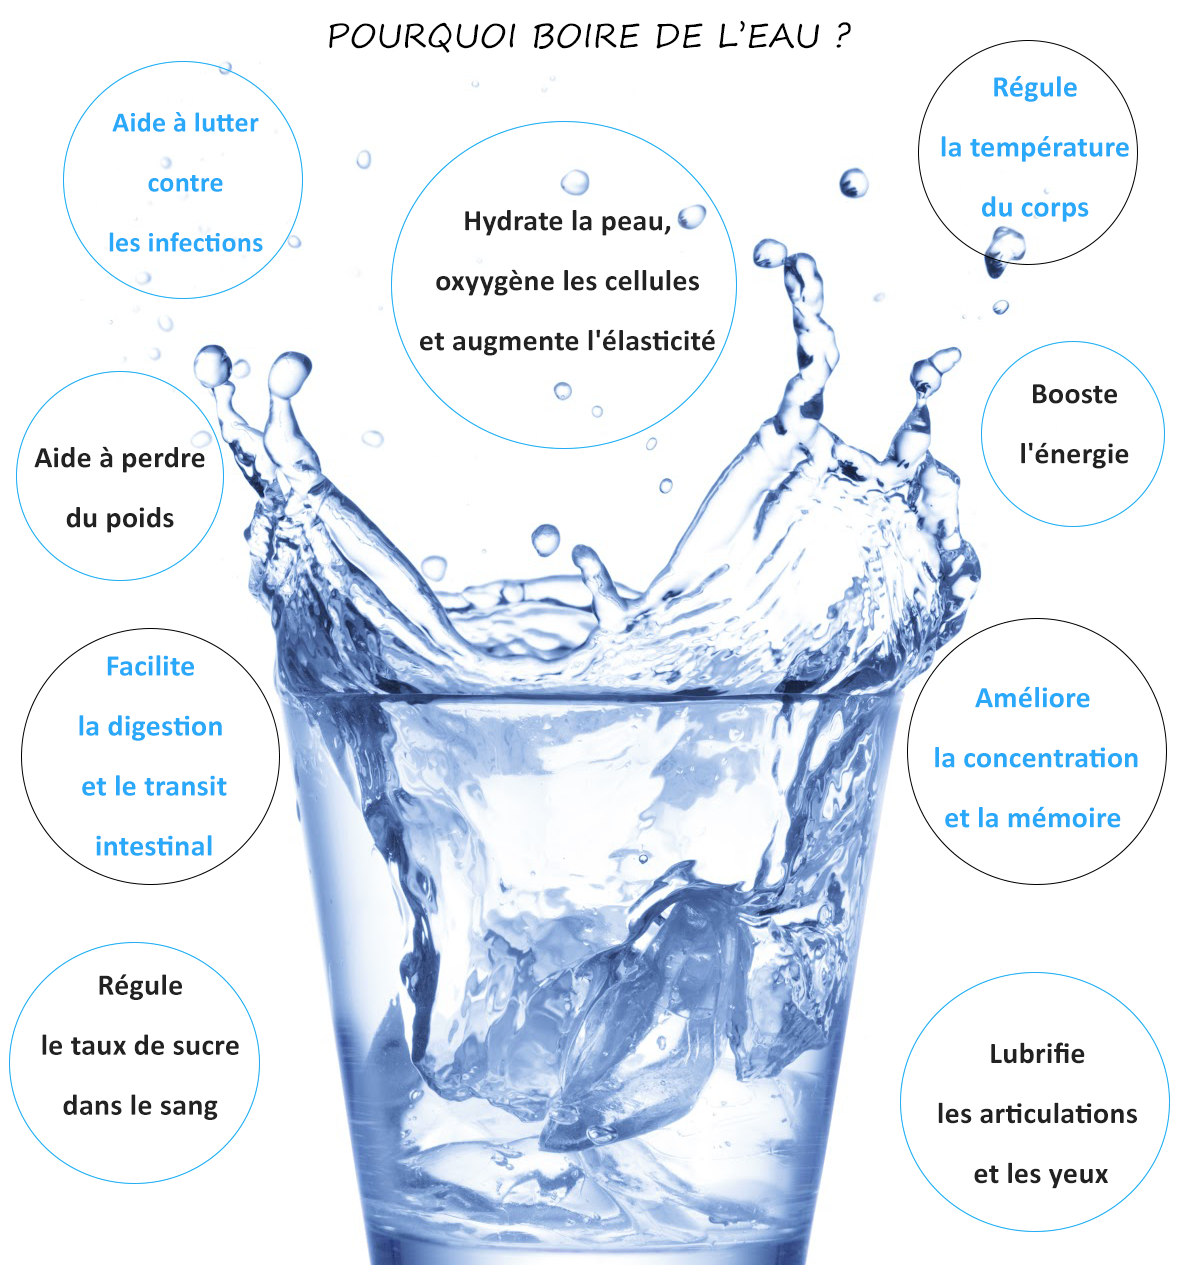 POURQUOI BOIRE DE L'EAU ?
Aide à lutter
contre
les infections
Hydrate la peau,
oxyygène les cellules
et augmente l'élasticité
Régule
la température
du corps
Aide à perdre
du poids
Booste
l'énergie
Facilite
la digestion
et le transit
intestinal
Améliore
la concentration
et la mémoire
Régule
le taux de sucre
dans le sang
Lubrifie
les articulations
et les yeux